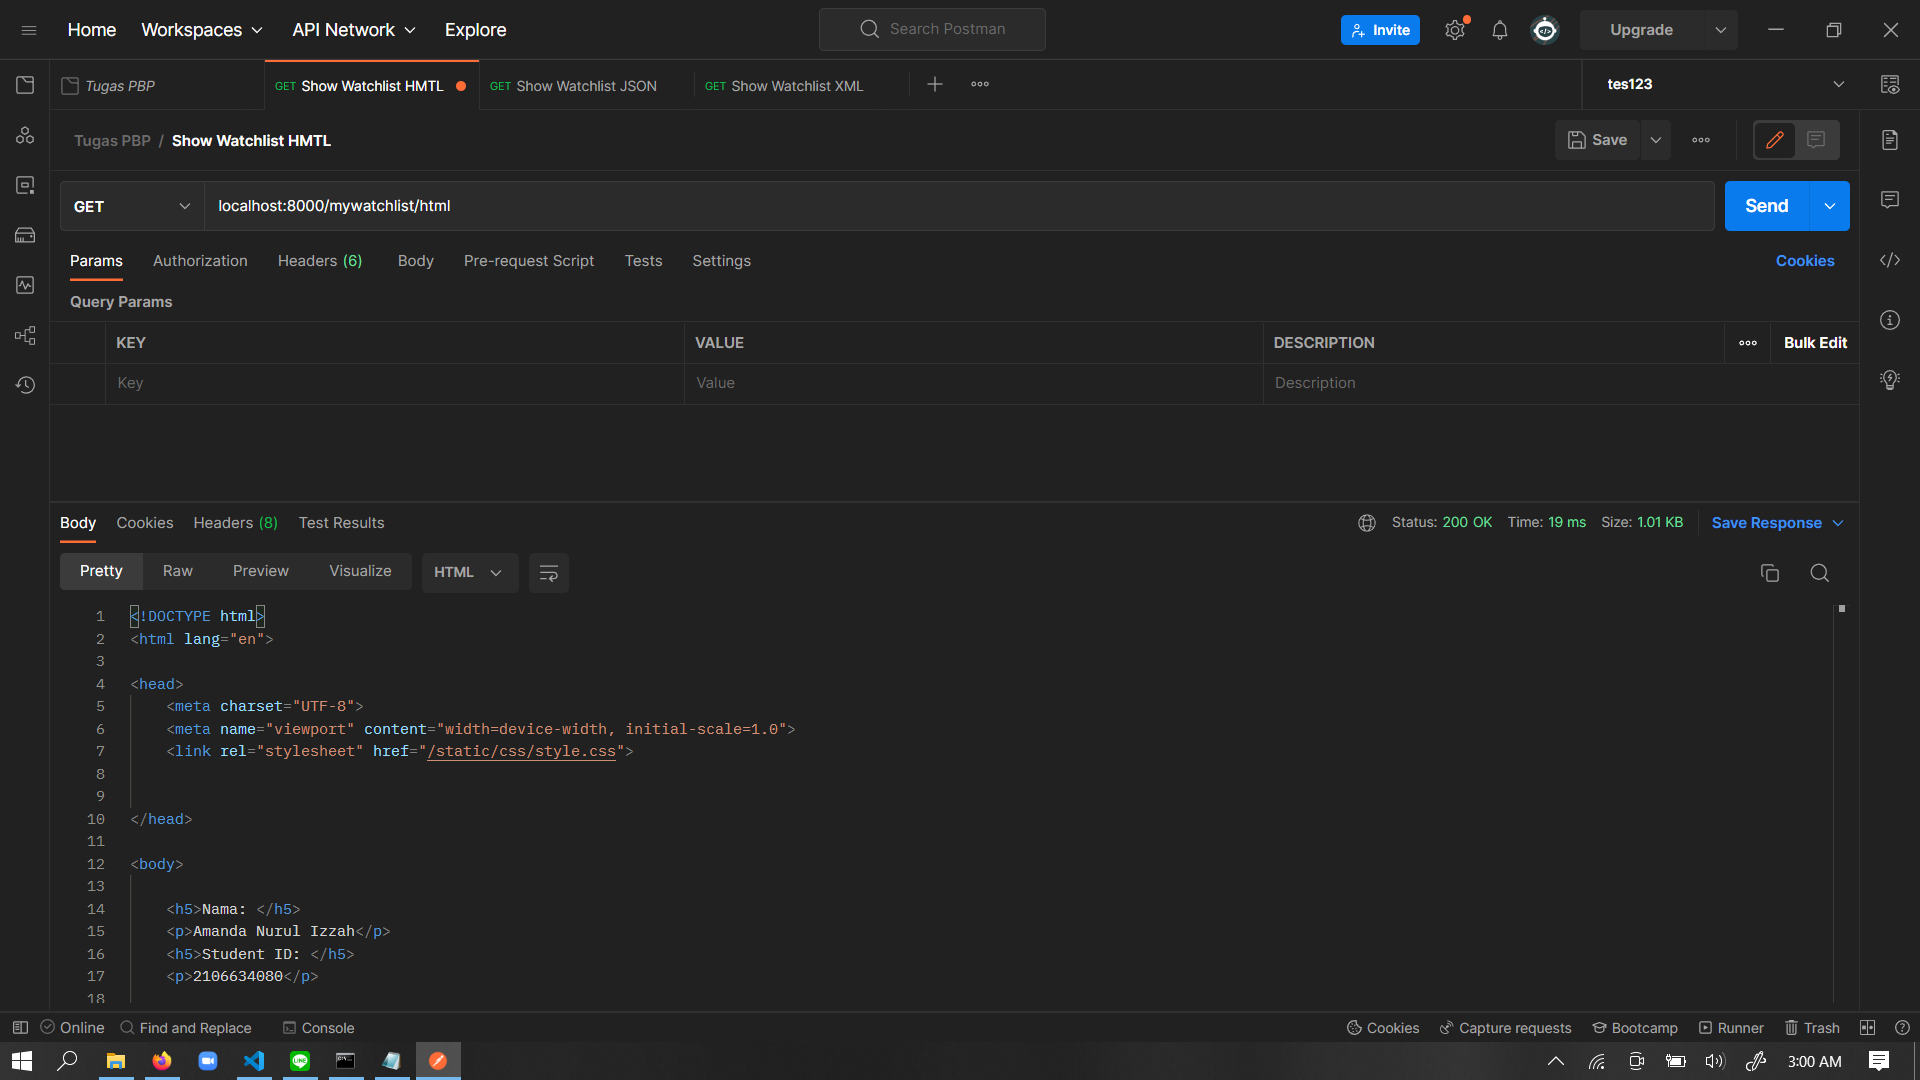 Home Workspaces API Network Explore Search Postman Invite Upgrade
Tugas PBP GET Show Watchlist HMTL GET Show Watchlist JSON GET Show Watchlist XML tes123
Tugas PBP / Show Watchlist HMTL Save
GET localhost:8000/mywatchlist/html Send
Params Authorization Headers (6) Body Pre-request Script Tests Settings Cookies
Query Params
KEY VALUE DESCRIPTION Bulk Edit
Key Value Description
Body Cookies Headers (8) Test Results Status: 200 OK Time: 19 ms Size: 1.01 KB Save Response
Pretty Raw Preview Visualize HTML
1 <!DOCTYPE html>
2 <html lang="en">
3
4 <head>
5 <meta charset="UTF-8">
6 <meta name="viewport" content="width=device-width, initial-scale=1.0">
7 <link rel="stylesheet" href="/static/css/style.css">
8
9
10 </head>
11
12 <body>
13
14 <h5>Nama: </h5>
15 <p>Amanda Nurul Izzah</p>
16 <h5>Student ID: </h5>
17 <p>2106634080</p>
18
Online Find and Replace Console Cookies Capture requests Bootcamp Runner Trash
3:00 AM